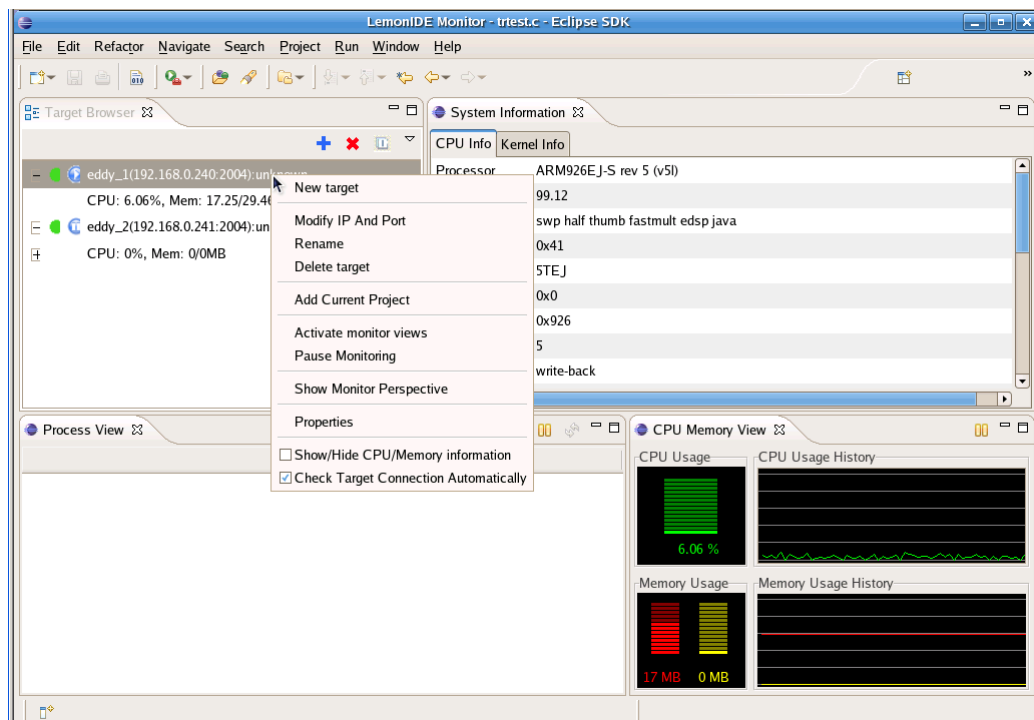 LemonIDE Monitor - trtest.c - Eclipse SDK
File Edit Refactor Navigate Search Project Run Window Help
Target Browser
System Information
CPU Info Kernel Info
eddy_1(192.168.0.240:2004):unknown
CPU: 6.06%, Mem: 17.25/29.46
eddy_2(192.168.0.241:2004):un
CPU: 0%, Mem: 0/0MB
New target
Modify IP And Port
Rename
Delete target
Add Current Project
Activate monitor views
Pause Monitoring
Show Monitor Perspective
Properties
Show/Hide CPU/Memory information
Check Target Connection Automatically
Processor ARM926EJ-S rev 5 (v5l)
99.12
swp half thumb fastmult edsp java
0x41
5TEJ
0x0
0x926
5
write-back
Process View
CPU Memory View
CPU Usage
CPU Usage History
6.06 %
Memory Usage
Memory Usage History
17 MB 0 MB